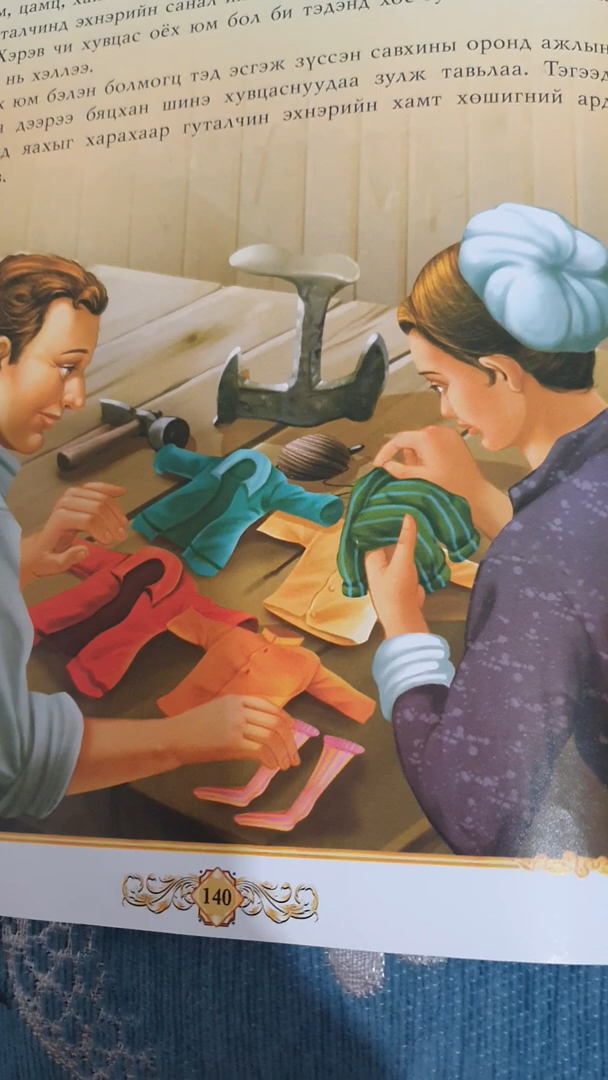 цамц,
талчинд эхнэрийн санал
Хэрэв чи хувцас оёх юм бол би тэдэнд
нь хэллээ.
юм бэлэн болмогц тэд эсгэж зүссэн савхины оронд ажлын
дээрээ бяцхан шинэ хувцаснуудаа зулж тавьлаа. Тэгээд
яахыг харахаар гуталчин эхнэрийн хамт хөшигний ард
140